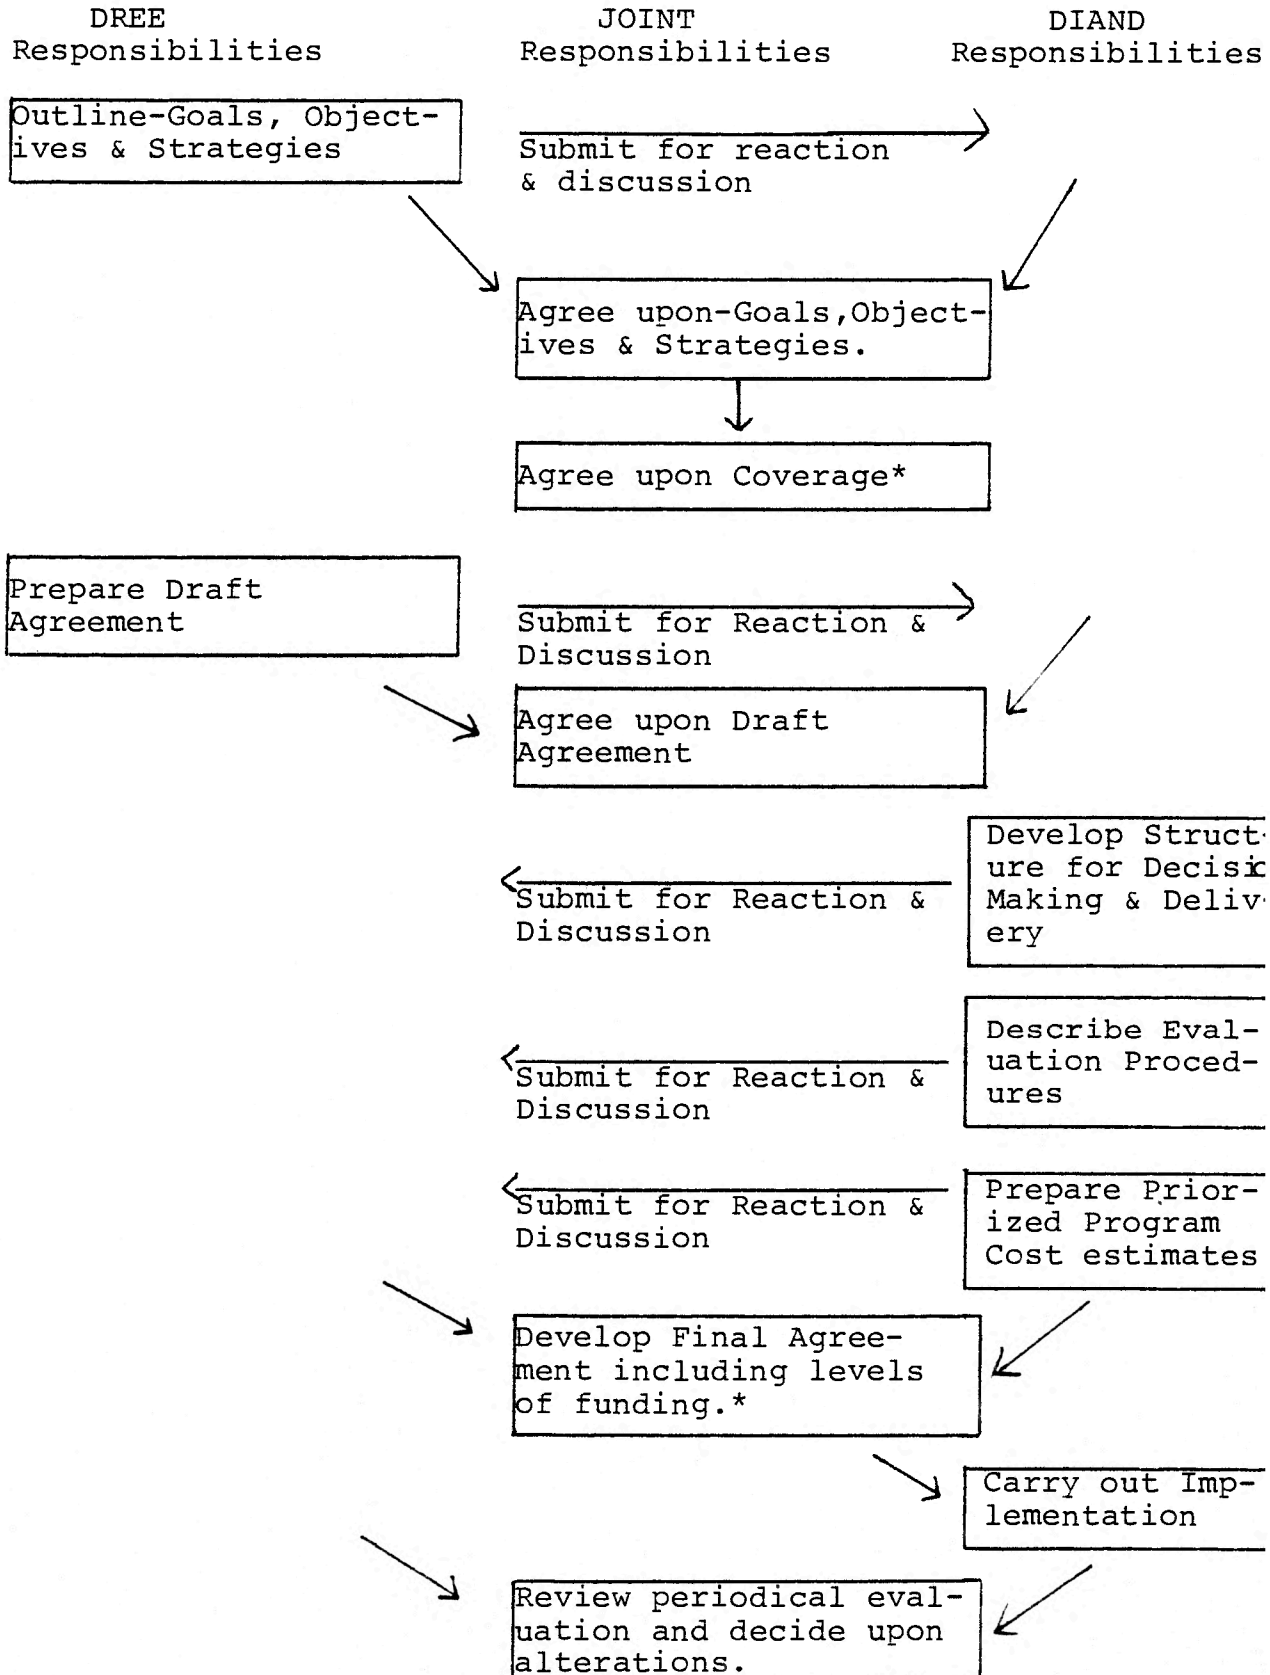 DREE JOINT DIAND
Responsibilities Responsibilities Responsibilities
Outline-Goals, Object-
ives & Strategies
Submit for reaction
& discussion
Agree upon-Goals,Object-
ives & Strategies.
Agree upon Coverage*
Prepare Draft
Agreement
Submit for Reaction &
Discussion
Agree upon Draft
Agreement
Develop Struct-
ure for Decisio
Making & Deliv-
ery
Submit for Reaction &
Discussion
Describe Eval-
uation Proced-
ures
Submit for Reaction &
Discussion
Prepare Prior-
ized Program
Cost estimates
Submit for Reaction &
Discussion
Develop Final Agree-
ment including levels
of funding.*
Carry out Imp-
lementation
Review periodical eval-
uation and decide upon
alterations.